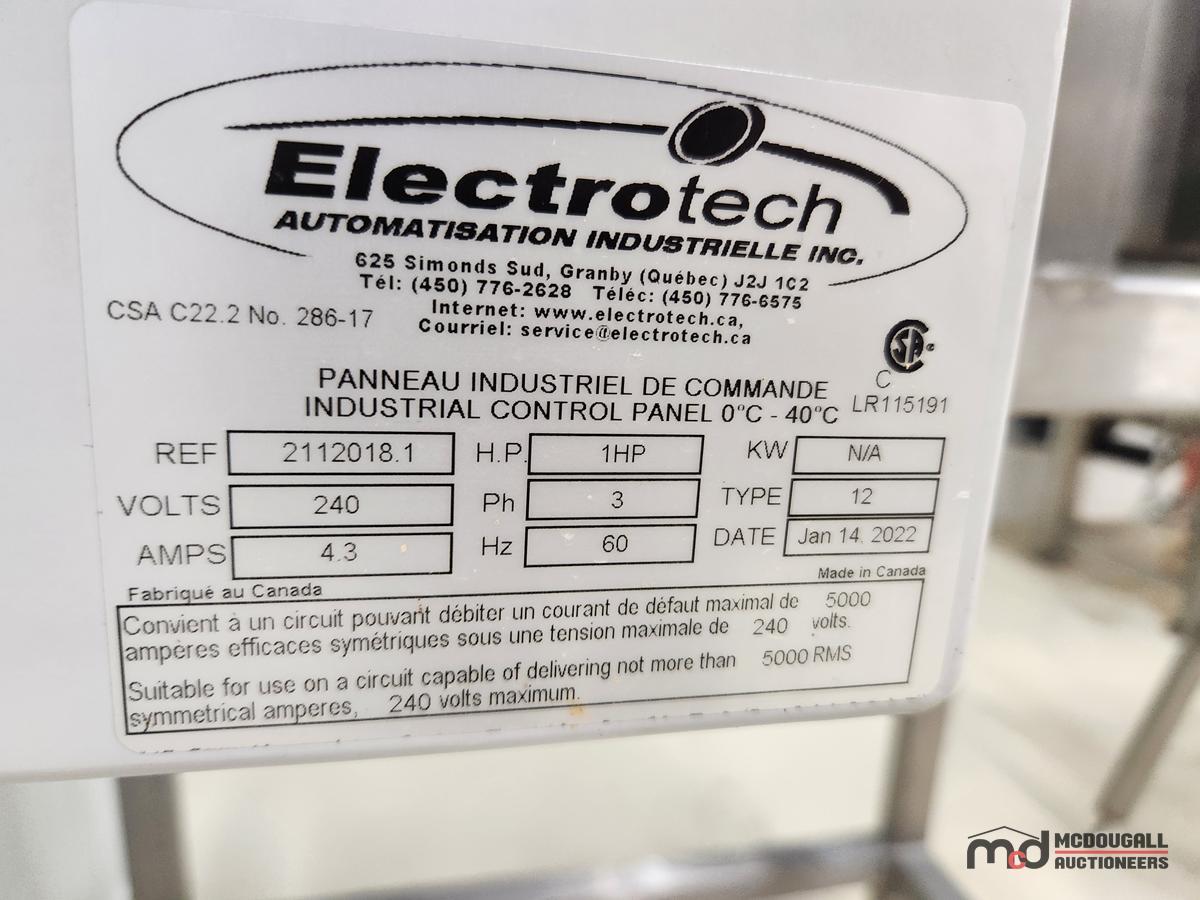 Electrotech
AUTOMATISATION INDUSTRIELLE INC.
625 Simonds Sud, Granby (Québec) J2J 1C2
Tél: (450) 776-2628 Téléc: (450) 776-6575
Internet: www.electrotech.ca,
Courriel: service@electrotech.ca
CSA C22.2 No. 286-17
PANNEAU INDUSTRIEL DE COMMANDE
INDUSTRIAL CONTROL PANEL 0°C - 40°C
C
LR115191
REF 2112018.1 H.P. 1HP KW N/A
VOLTS 240 Ph 3 TYPE 12
AMPS 4.3 Hz 60 DATE Jan 14, 2022
Fabriqué au Canada Made in Canada
Convient à un circuit pouvant débiter un courant de défaut maximal de 5000
ampères efficaces symétriques sous une tension maximale de 240 volts.
Suitable for use on a circuit capable of delivering not more than 5000 RMS
symmetrical amperes, 240 volts maximum.
mcd MCDOUGALL
AUCTIONEERS